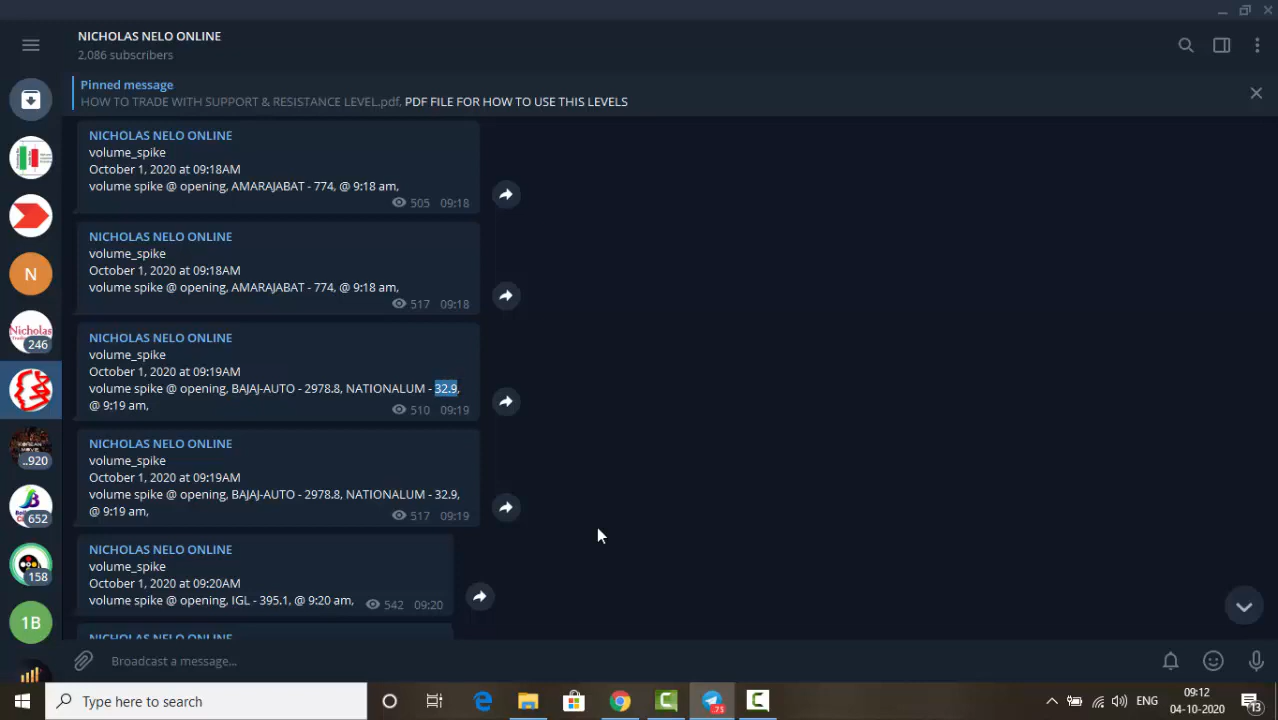 NICHOLAS NELO ONLINE
2,086 subscribers
Pinned message
HOW TO TRADE WITH SUPPORT & RESISTANCE LEVEL.pdf, PDF FILE FOR HOW TO USE THIS LEVELS
NICHOLAS NELO ONLINE
volume_spike
October 1, 2020 at 09:18AM
volume spike @ opening, AMARAJABAT - 774, @ 9:18 am,
505 09:18
NICHOLAS NELO ONLINE
volume_spike
October 1, 2020 at 09:18AM
volume spike @ opening, AMARAJABAT - 774, @ 9:18 am,
517 09:18
NICHOLAS NELO ONLINE
volume_spike
October 1, 2020 at 09:19AM
volume spike @ opening, BAJAJ-AUTO - 2978.8, NATIONALUM - 32.9,
@ 9:19 am,
510 09:19
NICHOLAS NELO ONLINE
volume_spike
October 1, 2020 at 09:19AM
volume spike @ opening, BAJAJ-AUTO - 2978.8, NATIONALUM - 32.9,
@ 9:19 am,
517 09:19
NICHOLAS NELO ONLINE
volume_spike
October 1, 2020 at 09:20AM
volume spike @ opening, IGL - 395.1, @ 9:20 am,
542 09:20
NICHOLAS NELO ONLINE
N
Nicholas
246
..920
652
158
1B
Broadcast a message...
Type here to search
73
ENG
09:12
04-10-2020
13